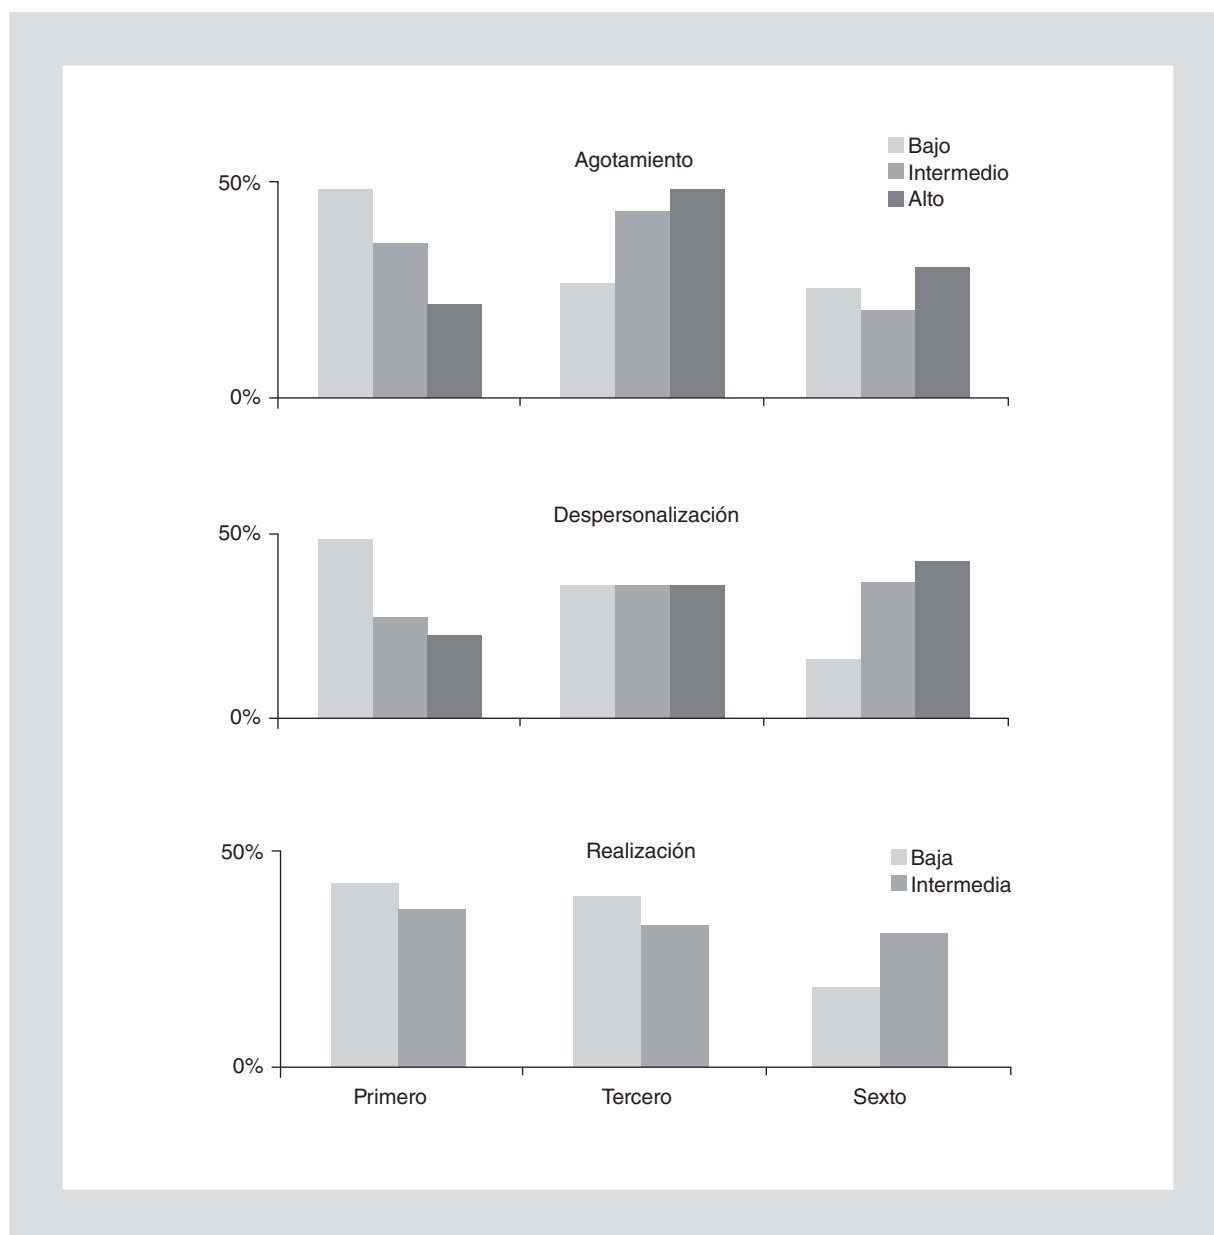 Agotamiento
Bajo
Intermedio
Alto
50%
0%
Despersonalización
50%
0%
Realización
Baja
Intermedia
50%
0%
Primero
Tercero
Sexto